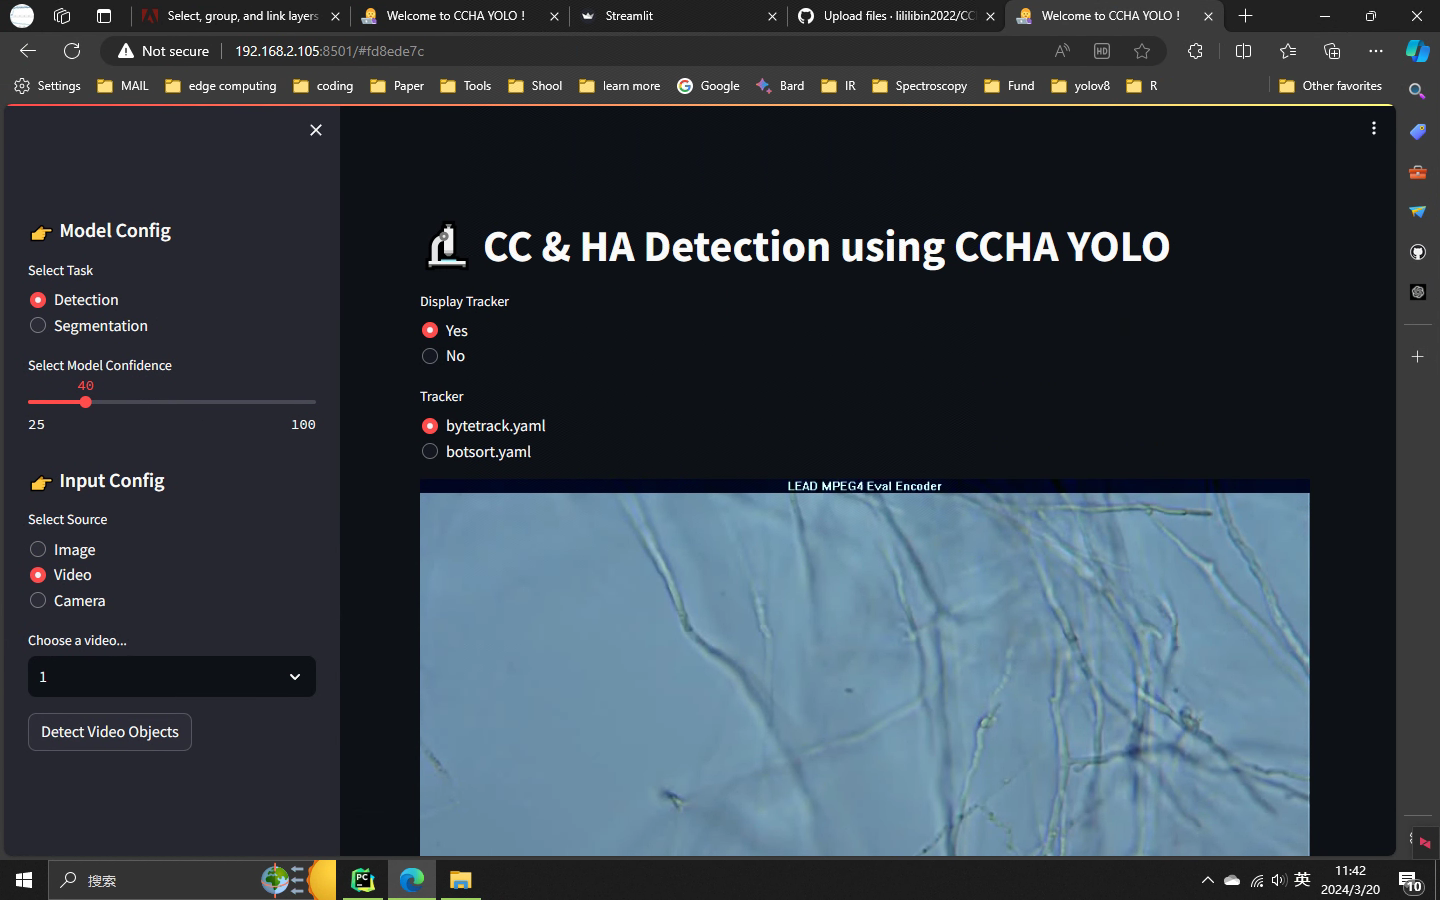 Select, group, and link layers
Welcome to CCHA YOLO !
Streamlit
Upload files · lililibin2022/CC
Welcome to CCHA YOLO !
Not secure
192.168.2.105:8501/#fd8ede7c
HD
Settings
MAIL
edge computing
coding
Paper
Tools
Shool
learn more
Google
Bard
IR
Spectroscopy
Fund
yolov8
R
Other favorites
Model Config
Select Task
Detection
Segmentation
Select Model Confidence
40
25
100
Input Config
Select Source
Image
Video
Camera
Choose a video...
1
Detect Video Objects
CC & HA Detection using CCHA YOLO
Display Tracker
Yes
No
Tracker
bytetrack.yaml
botsort.yaml
LEAD MPEG4 Eval Encoder
搜索
PC
英
11:42
2024/3/20
10